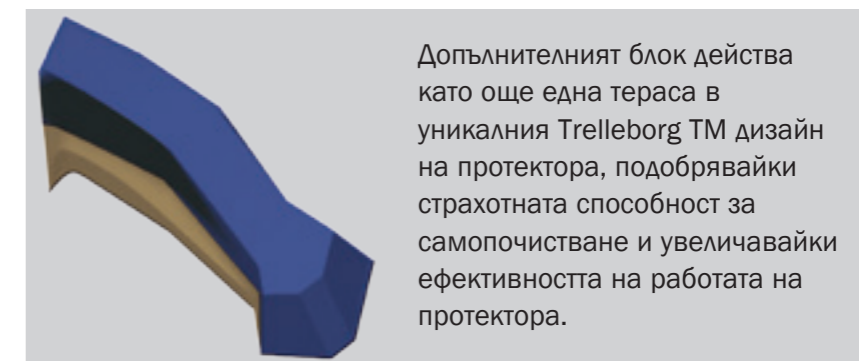 Допълнителният блок действа
като още една тераса в
уникалния Trelleborg TM дизайн
на протектора, подобрявайки
страхотната способност за
самопочистване и увеличавайки
ефективността на работата на
протектора.